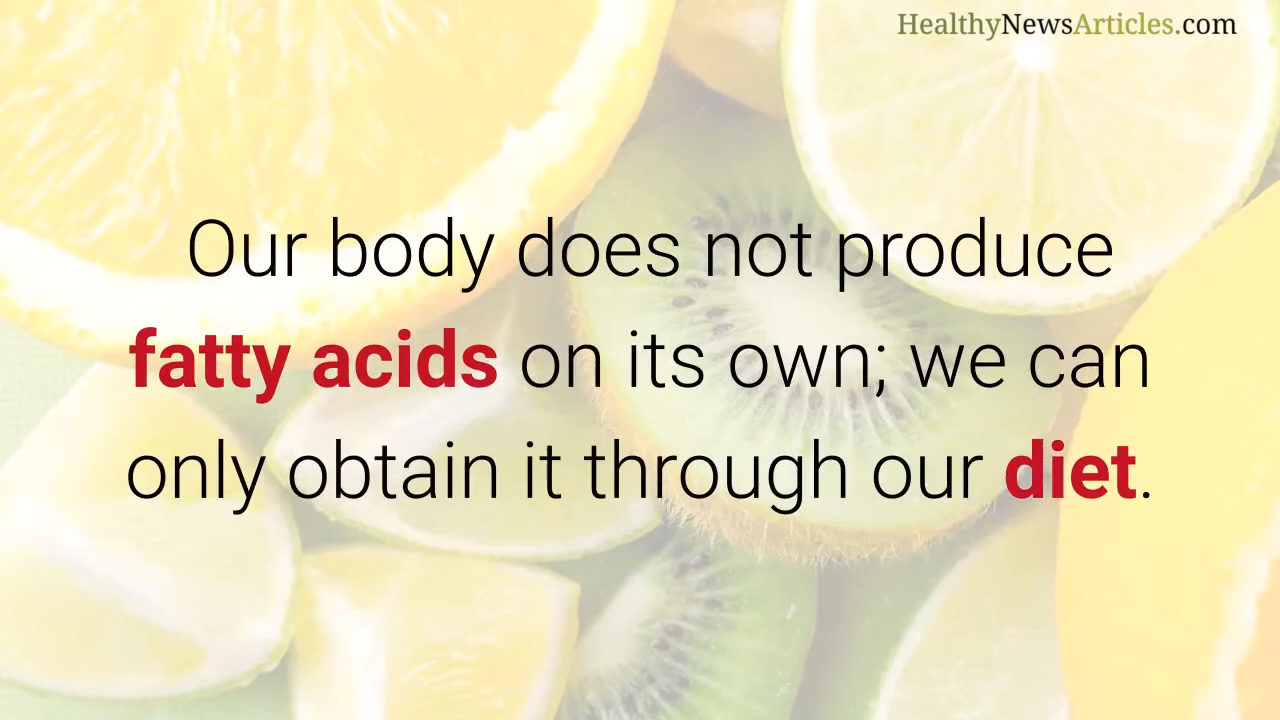 HealthyNewsArticles.com
Our body does not produce
fatty acids on its own; we can
only obtain it through our diet.